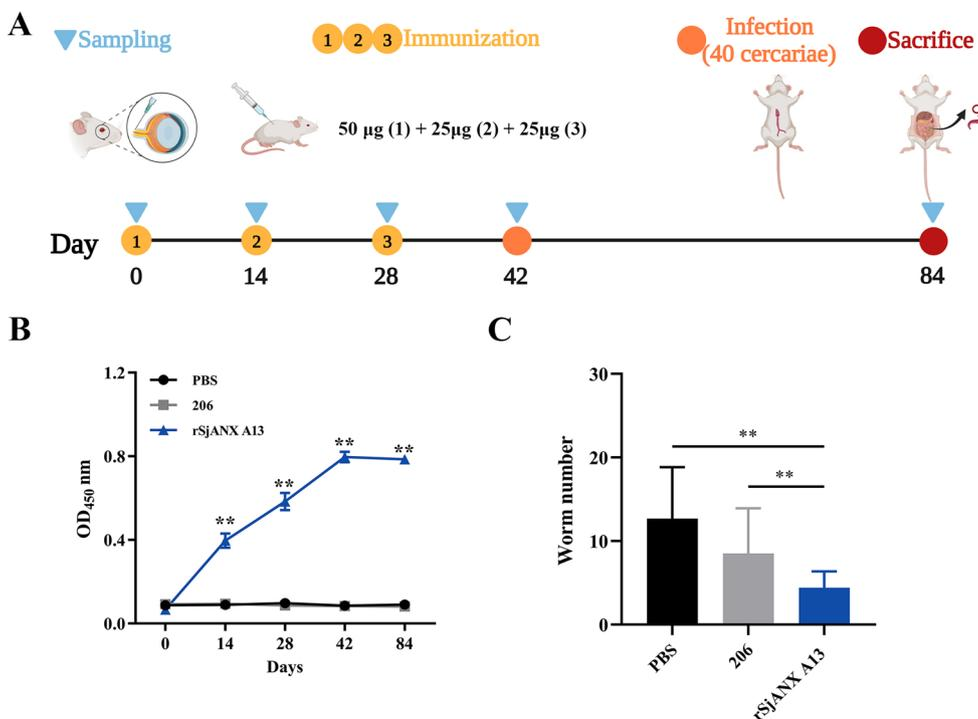 A
Sampling
1 2 3 Immunization
Infection
(40 cercariae)
Sacrifice
50 μg (1) + 25μg (2) + 25μg (3)
Day
1 2 3
0 14 28 42 84
B
1.2
0.8
0.4
0.0
OD450 nm
PBS
206
rSjANX A13
**
**
**
**
0 14 28 42 84
Days
C
30
20
10
0
Worm number
**
**
PBS
206
rSjANX A13